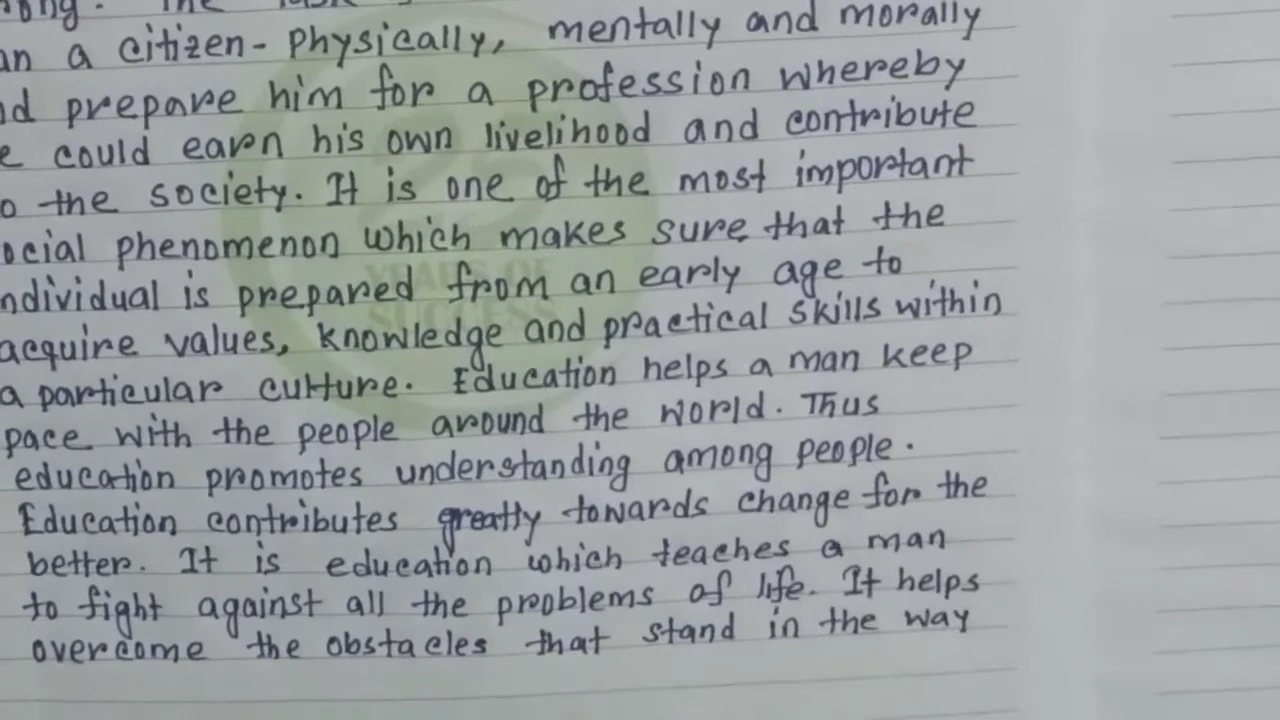 an a citizen- physically, mentally and morally
prepare him for a profession whereby
could earn his own livelihood and contribute
the society. It is one of the most important
ocial phenomenon which makes sure that the
ndividual is prepared from an early age to
acquire values, knowledge and practical skills within
a particular culture. Education helps a man keep
pace with the people around the world. Thus
education promotes understanding among people.
Education contributes greatly towards change for the
better. It is education which teaches a man
to fight against all the problems of life. It helps
overcome the obstacles that stand in the way
YEARS OF
SUCCESS